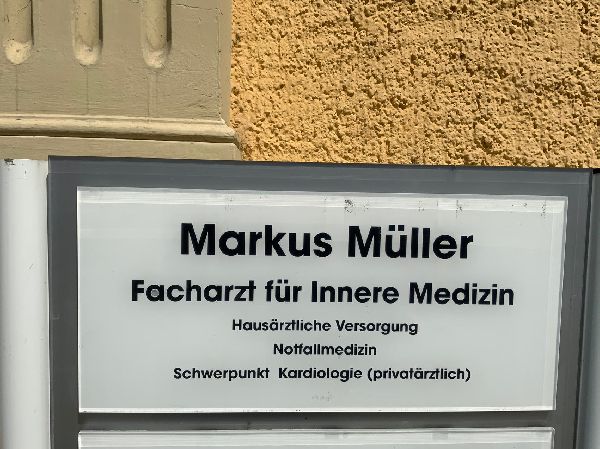 Markus Müller
Facharzt für Innere Medizin
Hausärztliche Versorgung
Notfallmedizin
Schwerpunkt Kardiologie (privatärztlich)